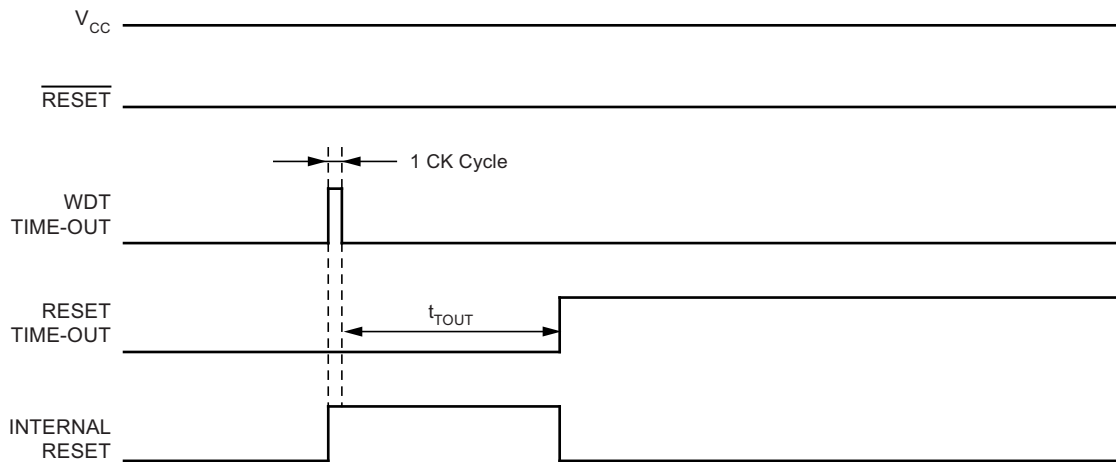 VCC
RESET
1 CK Cycle
WDT
TIME-OUT
RESET
TIME-OUT
tTOUT
INTERNAL
RESET